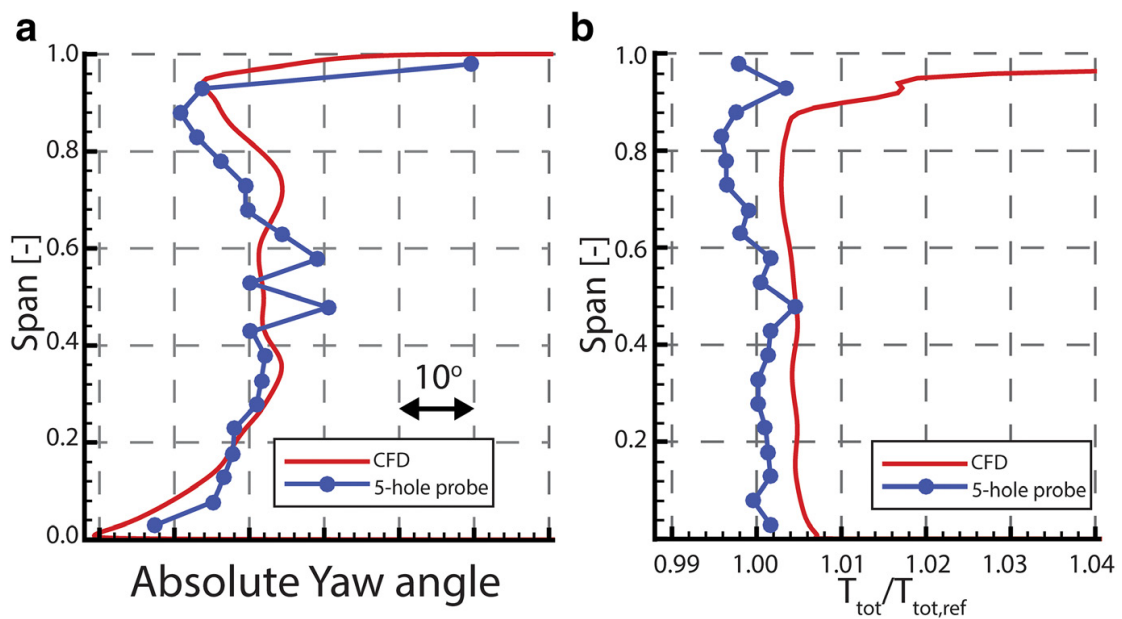 a
1.0
0.8
0.6
0.4
0.2
0.0
Span [-]
10º
CFD
5-hole probe
Absolute Yaw angle
b
1.0
0.8
0.6
0.4
0.2
Span [-]
CFD
5-hole probe
0.99 1.00 1.01 1.02 1.03 1.04
T_tot/T_tot,ref